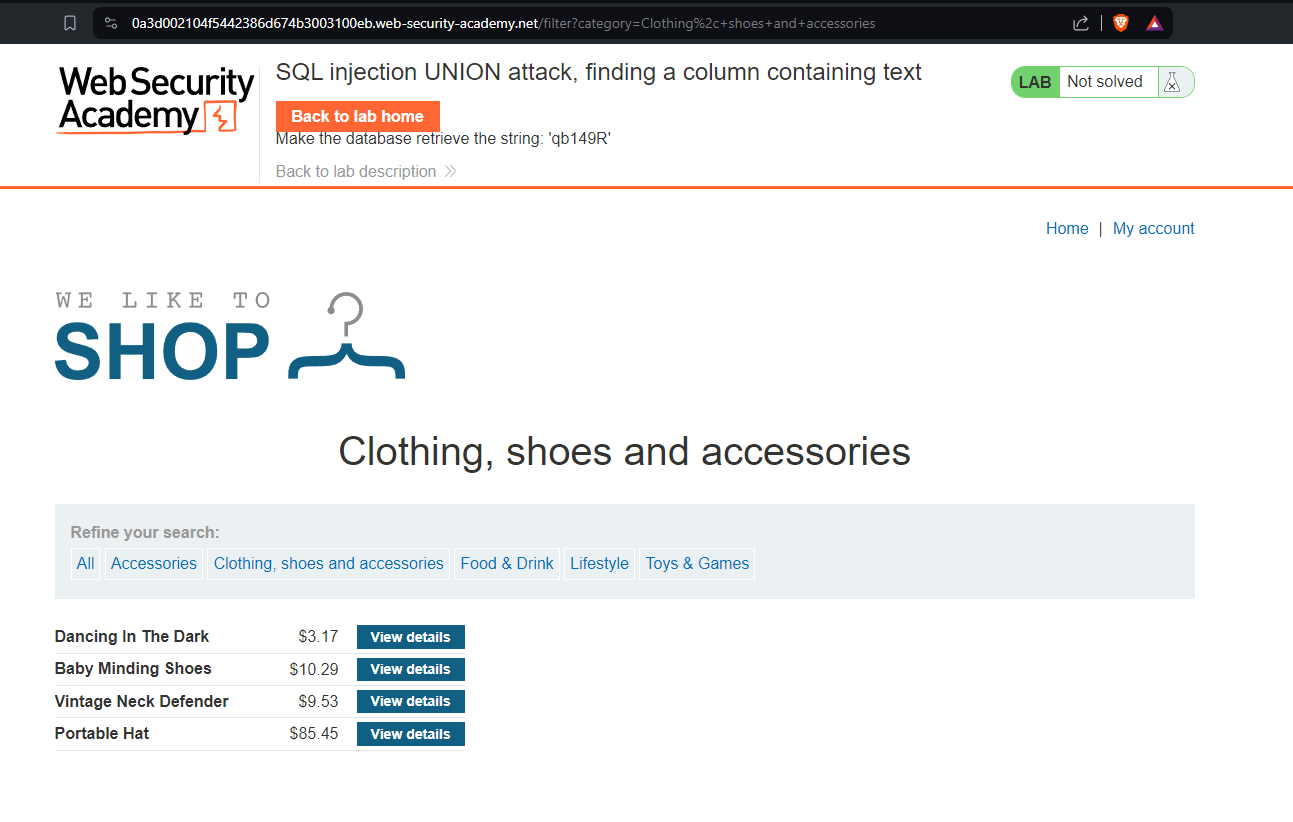 0a3d002104f5442386d674b3003100eb.web-security-academy.net/filter?category=Clothing%2c+shoes+and+accessories
Web Security
Academy
SQL injection UNION attack, finding a column containing text
LAB Not solved
Back to lab home
Make the database retrieve the string: 'qb149R'
Back to lab description
Home | My account
WE LIKE TO
SHOP
Clothing, shoes and accessories
Refine your search:
All Accessories Clothing, shoes and accessories Food & Drink Lifestyle Toys & Games
Dancing In The Dark $3.17 View details
Baby Minding Shoes $10.29 View details
Vintage Neck Defender $9.53 View details
Portable Hat $85.45 View details